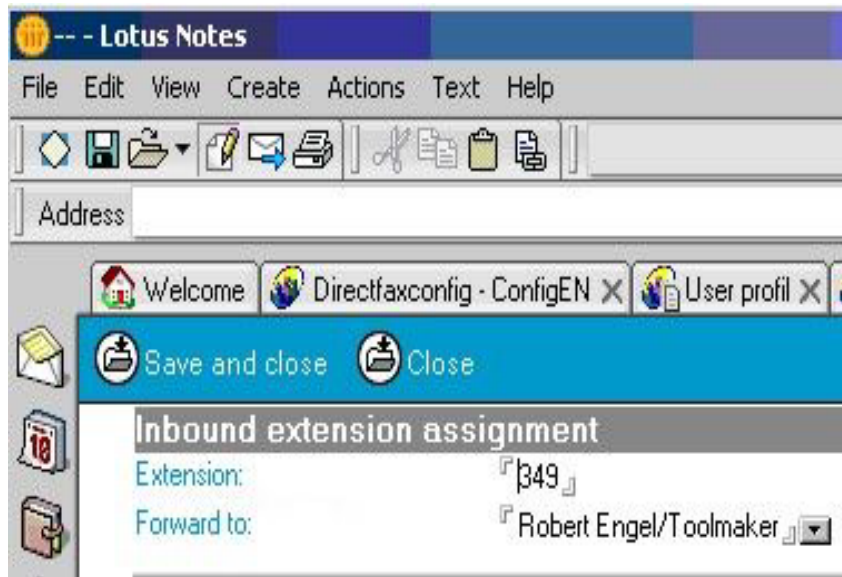 -- - Lotus Notes
File Edit View Create Actions Text Help
Address
Welcome Directfaxconfig - ConfigEN User profil
Save and close Close
10
Inbound extension assignment
Extension: 349
Forward to: Robert Engel/Toolmaker